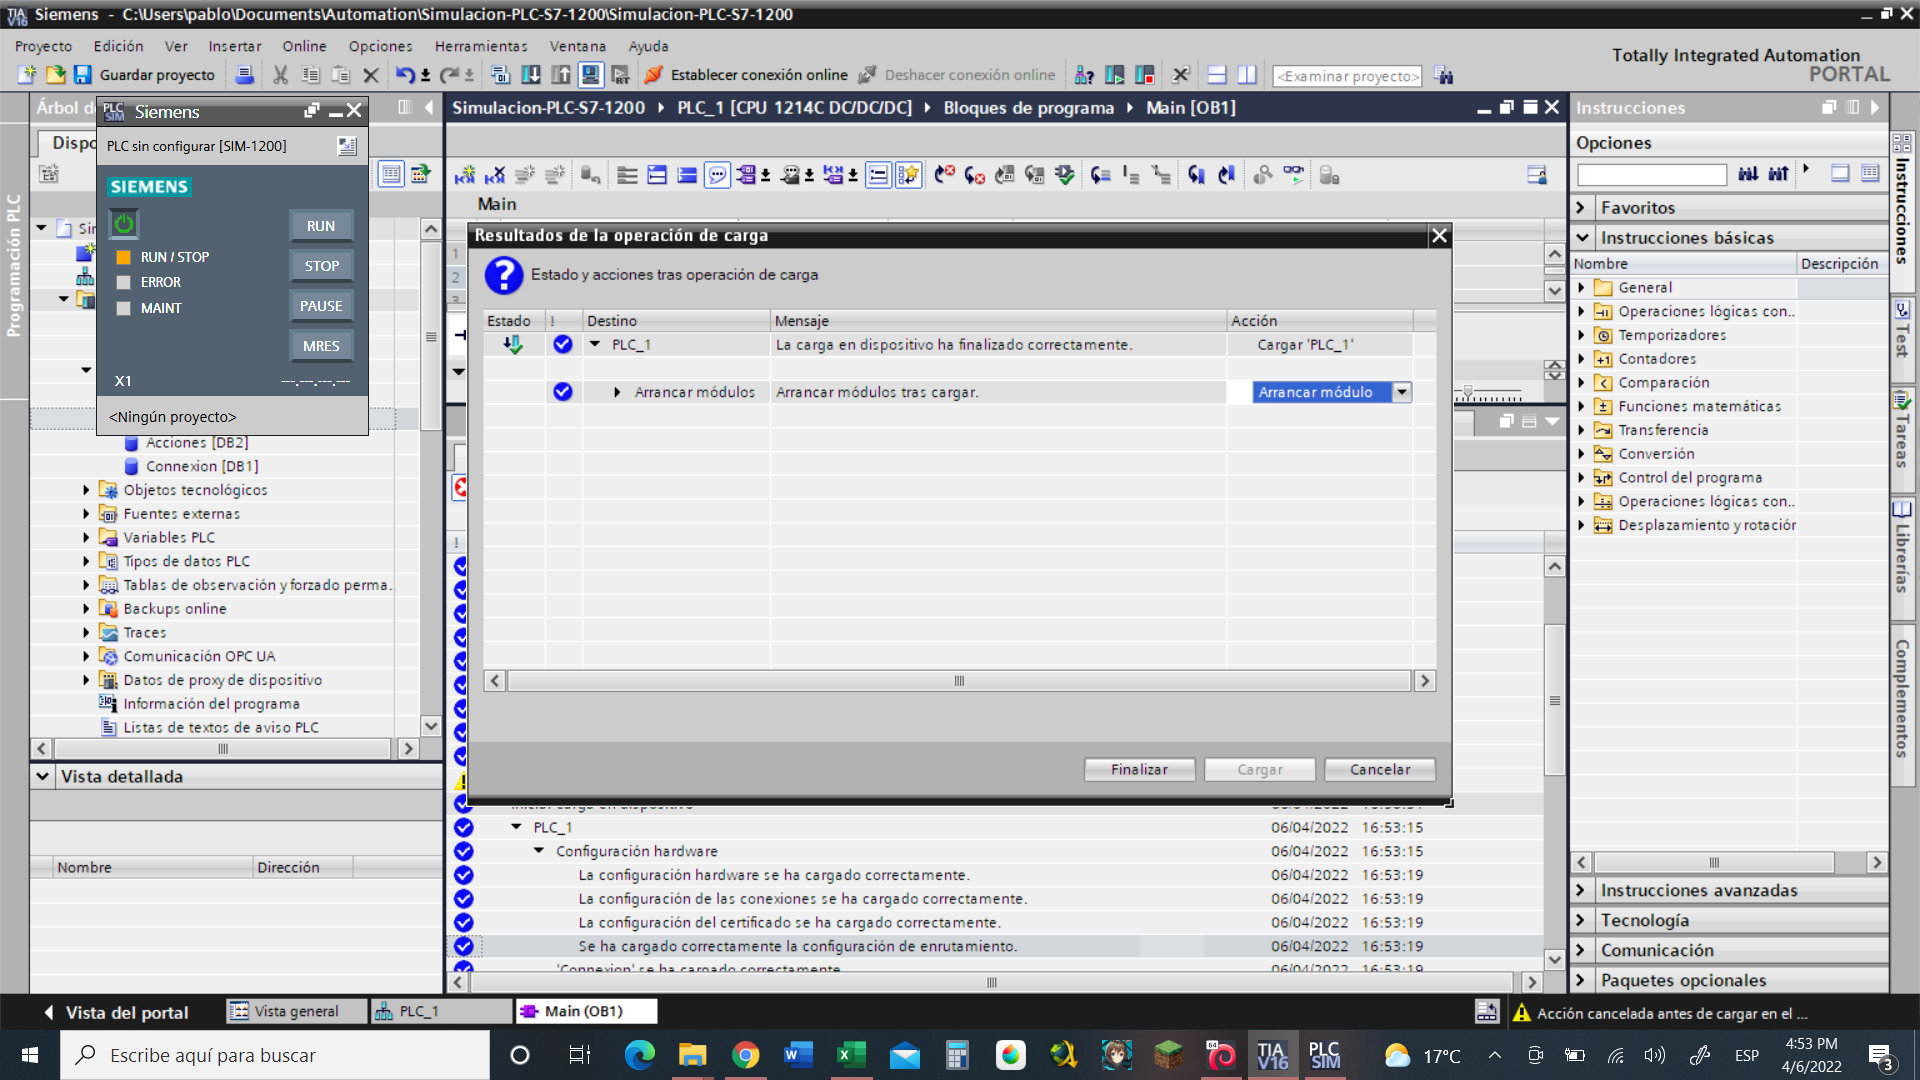 Siemens - C:\Users\pablo\Documents\Automation\Simulacion-PLC-S7-1200\Simulacion-PLC-S7-1200
Proyecto Edición Ver Insertar Online Opciones Herramientas Ventana Ayuda
Totally Integrated Automation
PORTAL
Guardar proyecto
Establecer conexión online
Deshacer conexión online
<Examinar proyecto>
Árbol d
Dispo
Programación PLC
PLC SIM
Siemens
PLC sin configurar [SIM-1200]
SIEMENS
RUN
RUN / STOP
STOP
ERROR
PAUSE
MAINT
MRES
X1
---.---.---.---
<Ningún proyecto>
Acciones [DB2]
Connexion [DB1]
Objetos tecnológicos
Fuentes externas
Variables PLC
Tipos de datos PLC
Tablas de observación y forzado perma..
Backups online
Traces
Comunicación OPC UA
Datos de proxy de dispositivo
Información del programa
Listas de textos de aviso PLC
Vista detallada
Nombre Dirección
Simulacion-PLC-S7-1200 PLC_1 [CPU 1214C DC/DC/DC] Bloques de programa Main [OB1]
Main
1
2
3
Resultados de la operación de carga
Estado y acciones tras operación de carga
Estado ! Destino Mensaje Acción
PLC_1 La carga en dispositivo ha finalizado correctamente. Cargar 'PLC_1'
Arrancar módulos Arrancar módulos tras cargar. Arrancar módulo
Finalizar Cargar Cancelar
!
PLC_1 06/04/2022 16:53:15
Configuración hardware 06/04/2022 16:53:15
La configuración hardware se ha cargado correctamente. 06/04/2022 16:53:19
La configuración de las conexiones se ha cargado correctamente. 06/04/2022 16:53:19
La configuración del certificado se ha cargado correctamente. 06/04/2022 16:53:19
Se ha cargado correctamente la configuración de enrutamiento. 06/04/2022 16:53:19
'Connexion' se ha cargado correctamente. 06/04/2022 16:53:19
Instrucciones
Opciones
Favoritos
Instrucciones básicas
Nombre Descripción
General
Operaciones lógicas con..
Temporizadores
Contadores
Comparación
Funciones matemáticas
Transferencia
Conversión
Control del programa
Operaciones lógicas con..
Desplazamiento y rotación
Instrucciones avanzadas
Tecnología
Comunicación
Paquetes opcionales
Instrucciones
Test
Tareas
Librerías
Complementos
Vista del portal
Vista general
PLC_1
Main (OB1)
Acción cancelada antes de cargar en el ...
Escribe aquí para buscar
64
TIA V16
PLC SIM
17°C
ESP
4:53 PM
4/6/2022
3